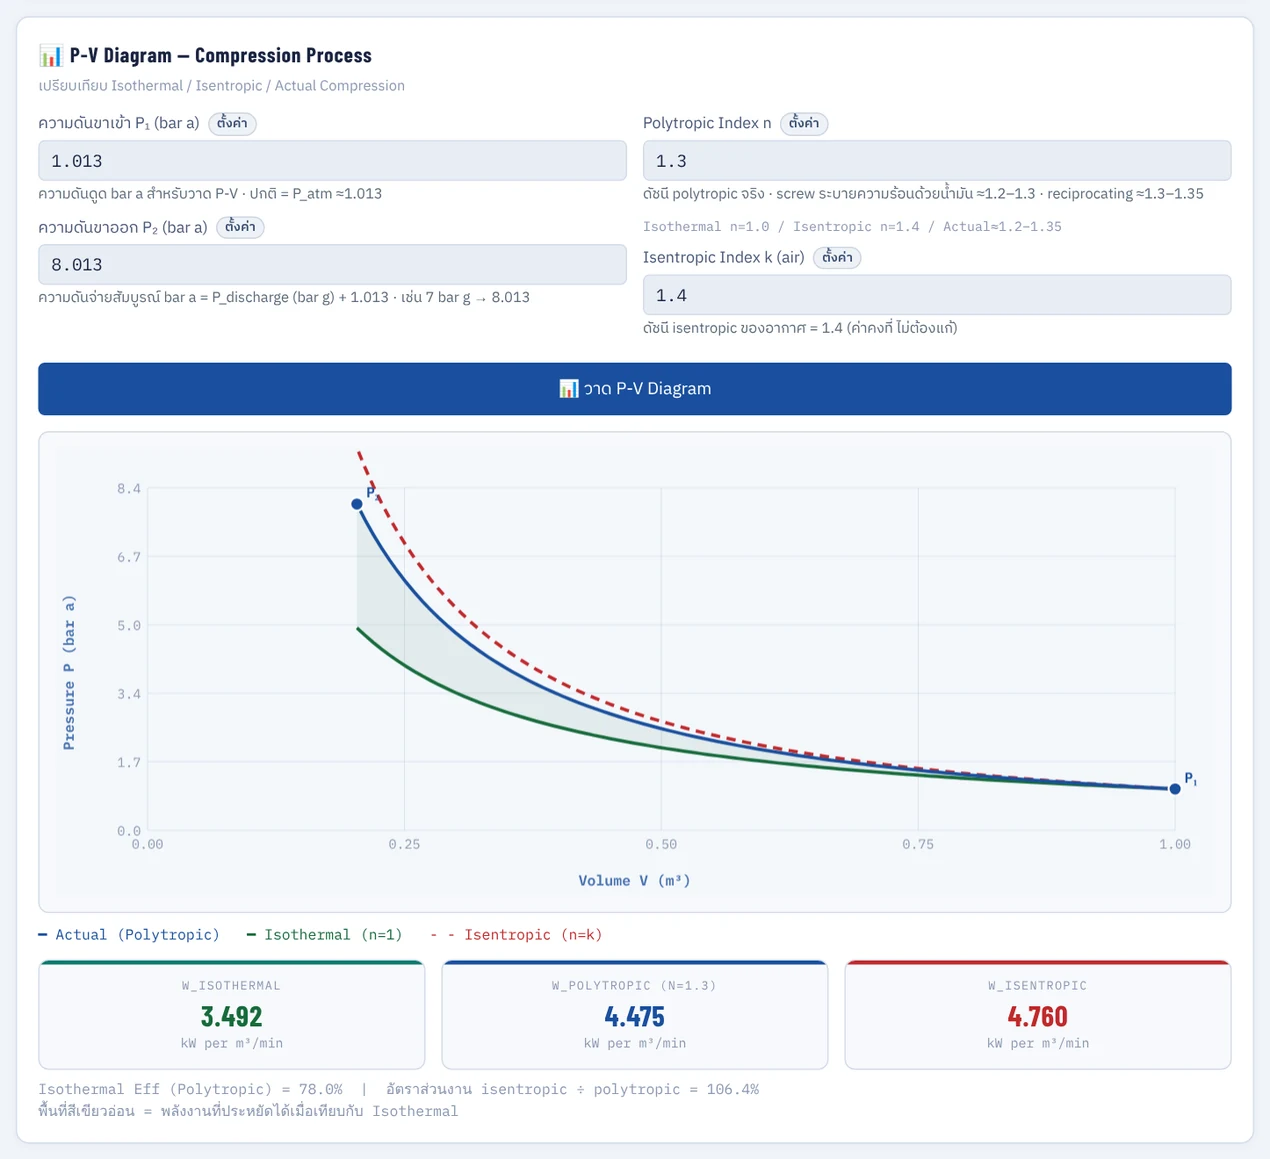 📊 P-V Diagram — Compression Process
เปรียบเทียบ Isothermal / Isentropic / Actual Compression
ความดันขาเข้า P₁ (bar a) ตั้งค่า
1.013
ความดันดูด bar a สำหรับวาด P-V · ปกติ = P_atm ≈1.013
ความดันขาออก P₂ (bar a) ตั้งค่า
8.013
ความดันจ่ายสัมบูรณ์ bar a = P_discharge (bar g) + 1.013 · เช่น 7 bar g → 8.013
Polytropic Index n ตั้งค่า
1.3
ดัชนี polytropic จริง · screw ระบายความร้อนด้วยน้ำมัน ≈1.2–1.3 · reciprocating ≈1.3–1.35
Isothermal n=1.0 / Isentropic n=1.4 / Actual≈1.2–1.35
Isentropic Index k (air) ตั้งค่า
1.4
ดัชนี isentropic ของอากาศ = 1.4 (ค่าคงที่ ไม่ต้องแก้)
📊 วาด P-V Diagram
8.4
6.7
5.0
3.4
1.7
0.0
Pressure P (bar a)
P₂
P₁
0.00 0.25 0.50 0.75 1.00
Volume V (m³)
Actual (Polytropic) Isothermal (n=1) - - Isentropic (n=k)
W_ISOTHERMAL
3.492
kW per m³/min
W_POLYTROPIC (N=1.3)
4.475
kW per m³/min
W_ISENTROPIC
4.760
kW per m³/min
Isothermal Eff (Polytropic) = 78.0% | อัตราส่วนงาน isentropic ÷ polytropic = 106.4%
พื้นที่สีเขียวอ่อน = พลังงานที่ประหยัดได้เมื่อเทียบกับ Isothermal